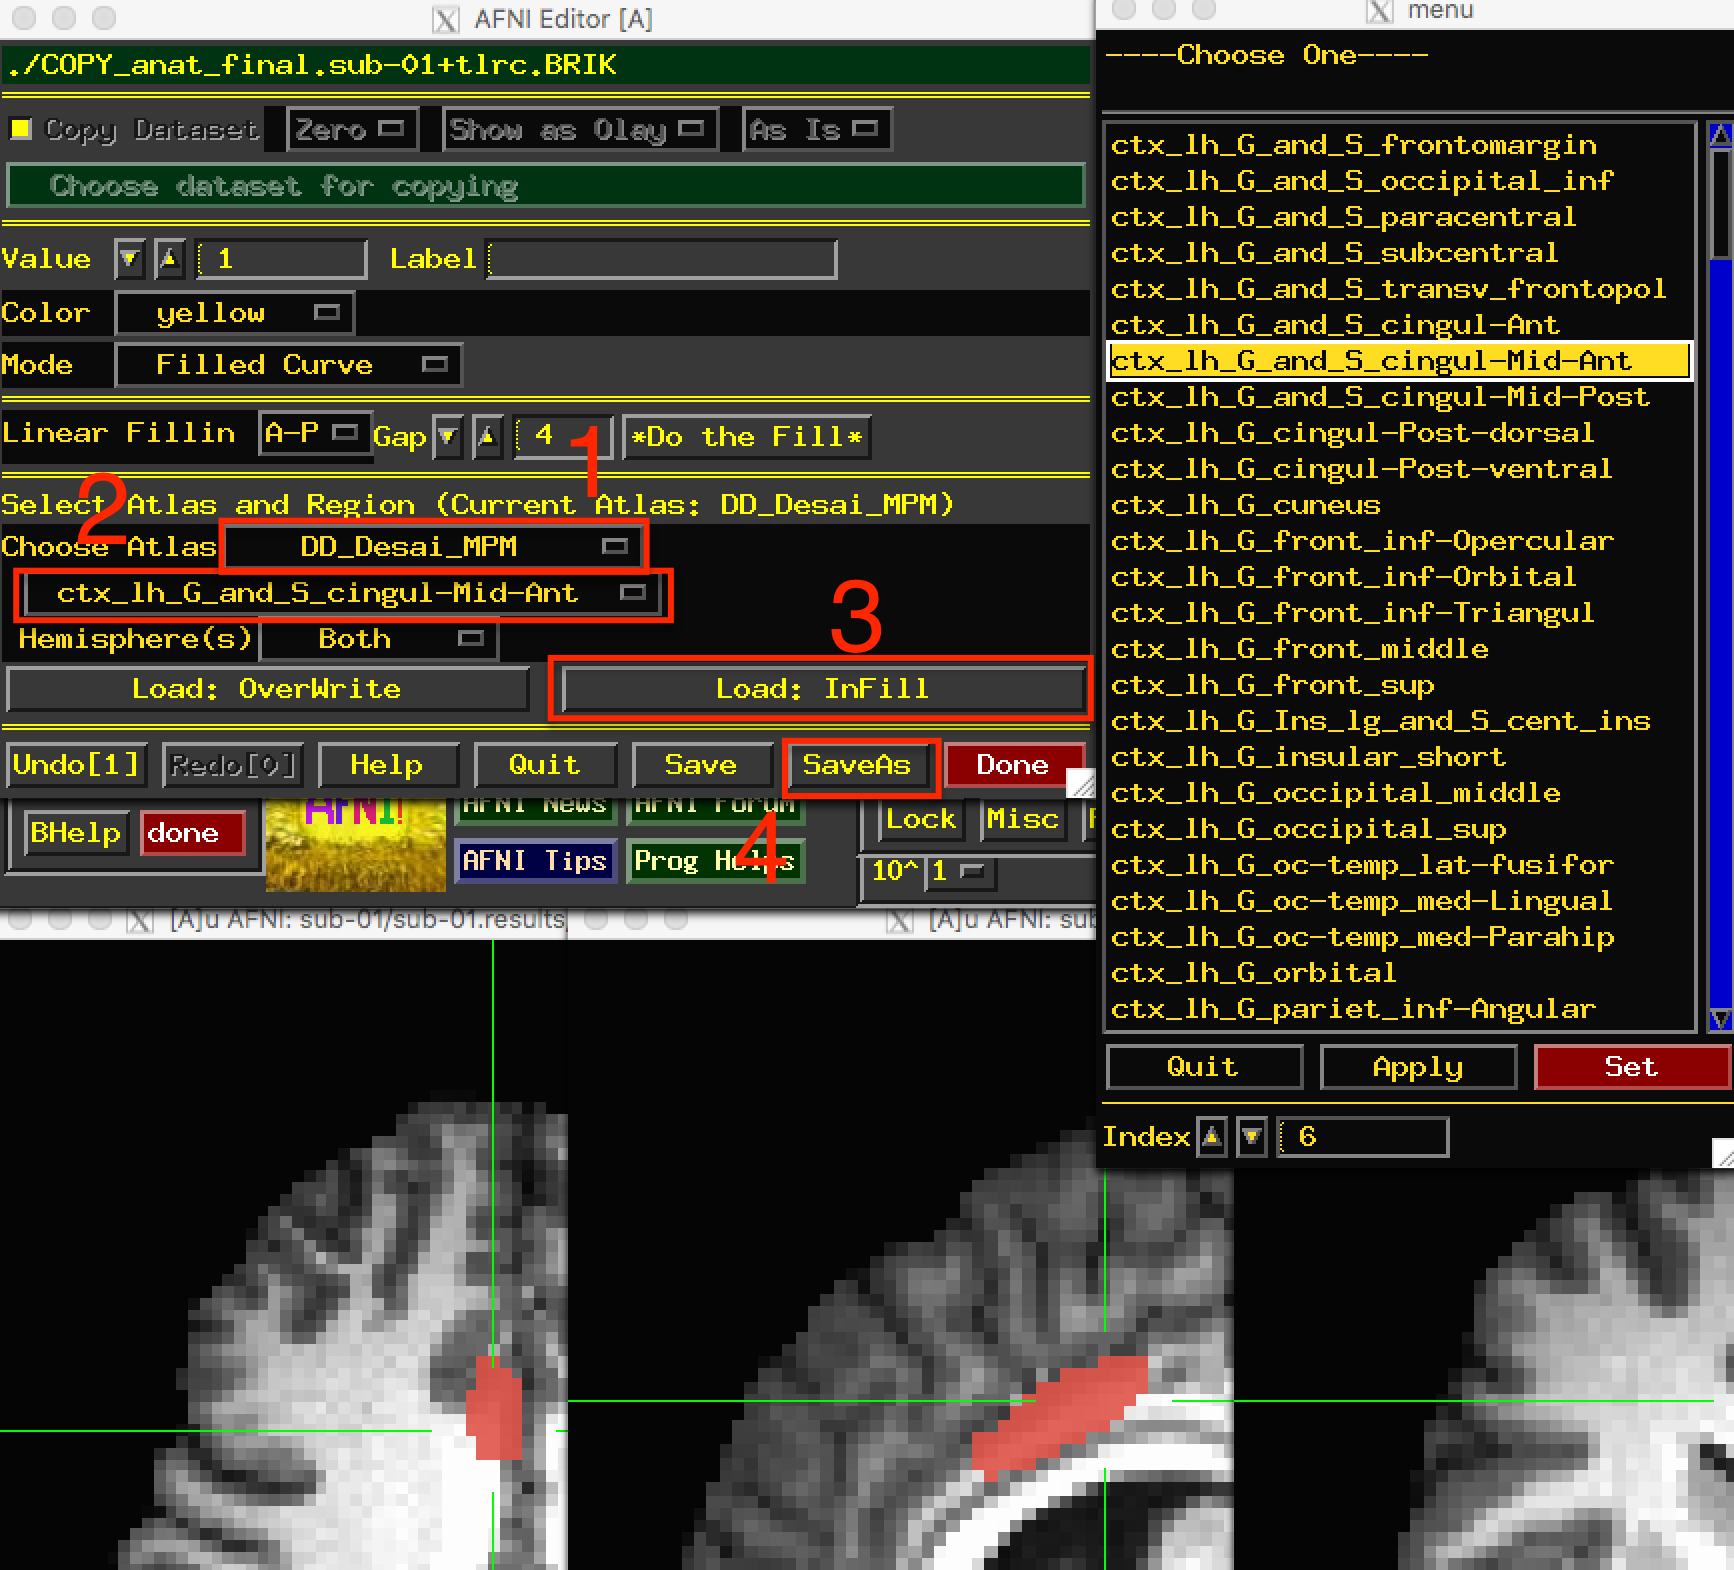 AFNI Editor [A]
./COPY_anat_final.sub-01+tlrc.BRIK
Copy Dataset Zero Show as Olay As Is
Choose dataset for copying
Value 1 Label
Color yellow
Mode Filled Curve
Linear Fillin A-P Gap 4 *Do the Fill*
1
2
Select Atlas and Region (Current Atlas: DD_Desai_MPM)
Choose Atlas DD_Desai_MPM
ctx_lh_G_and_S_cingul-Mid-Ant
Hemisphere(s) Both
3
Load: OverWrite Load: InFill
Undo[1] Redo[0] Help Quit Save SaveAs Done
BHelp done
AFNI!
AFNI News AFNI Forum
4
AFNI Tips Prog Helps
Lock Misc
10^ 1
[A]u AFNI: sub-01/sub-01.results
[A]u AFNI: sub
menu
----Choose One----
ctx_lh_G_and_S_frontomargin
ctx_lh_G_and_S_occipital_inf
ctx_lh_G_and_S_paracentral
ctx_lh_G_and_S_subcentral
ctx_lh_G_and_S_transv_frontopol
ctx_lh_G_and_S_cingul-Ant
ctx_lh_G_and_S_cingul-Mid-Ant
ctx_lh_G_and_S_cingul-Mid-Post
ctx_lh_G_cingul-Post-dorsal
ctx_lh_G_cingul-Post-ventral
ctx_lh_G_cuneus
ctx_lh_G_front_inf-Opercular
ctx_lh_G_front_inf-Orbital
ctx_lh_G_front_inf-Triangul
ctx_lh_G_front_middle
ctx_lh_G_front_sup
ctx_lh_G_Ins_lg_and_S_cent_ins
ctx_lh_G_insular_short
ctx_lh_G_occipital_middle
ctx_lh_G_occipital_sup
ctx_lh_G_oc-temp_lat-fusifor
ctx_lh_G_oc-temp_med-Lingual
ctx_lh_G_oc-temp_med-Parahip
ctx_lh_G_orbital
ctx_lh_G_pariet_inf-Angular
Quit Apply Set
Index 6